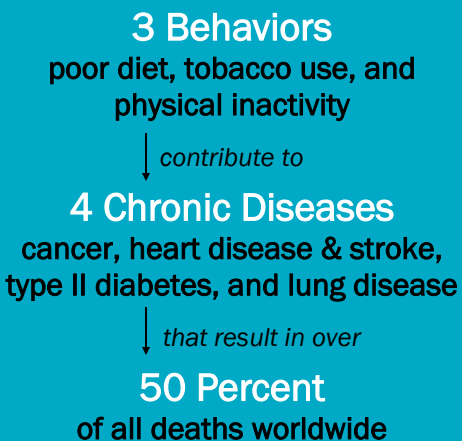 3 Behaviors
poor diet, tobacco use, and
physical inactivity
contribute to
4 Chronic Diseases
cancer, heart disease & stroke,
type II diabetes, and lung disease
that result in over
50 Percent
of all deaths worldwide